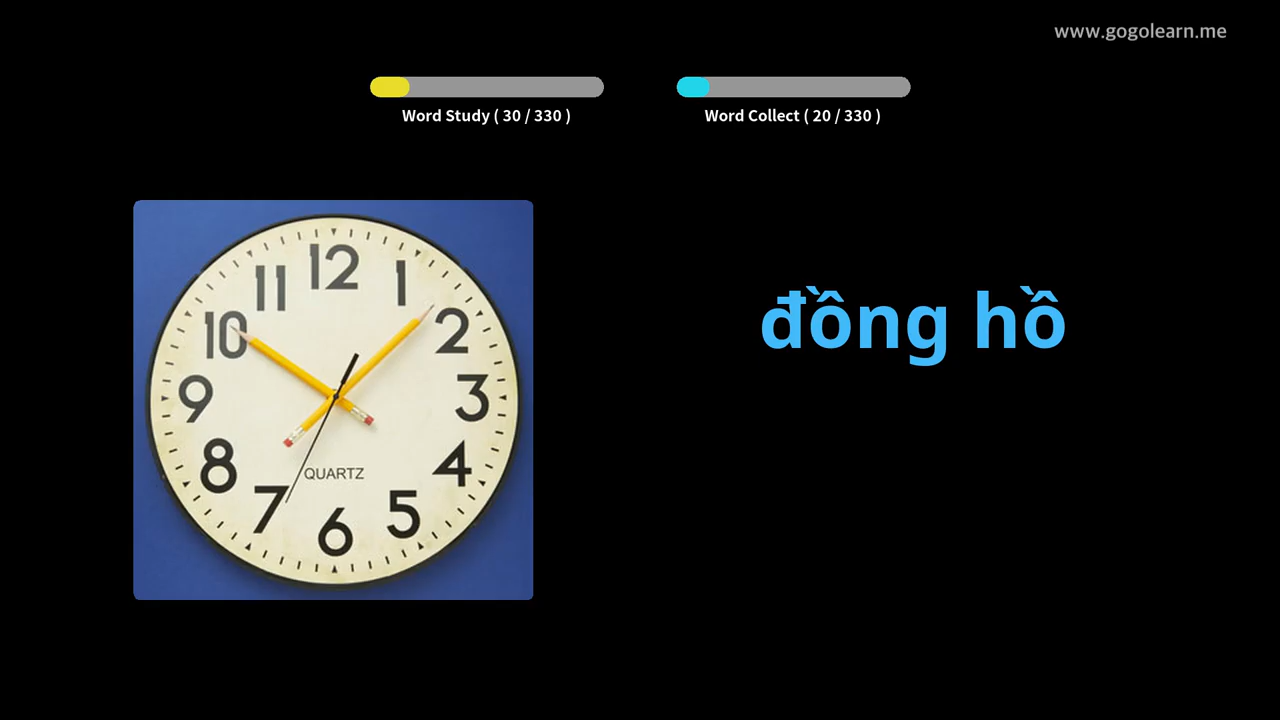 www.gogolearn.me
Word Study ( 30 / 330 )
Word Collect ( 20 / 330 )
12
11
1
10
2
9
3
8
4
7
5
6
QUARTZ
đồng hồ